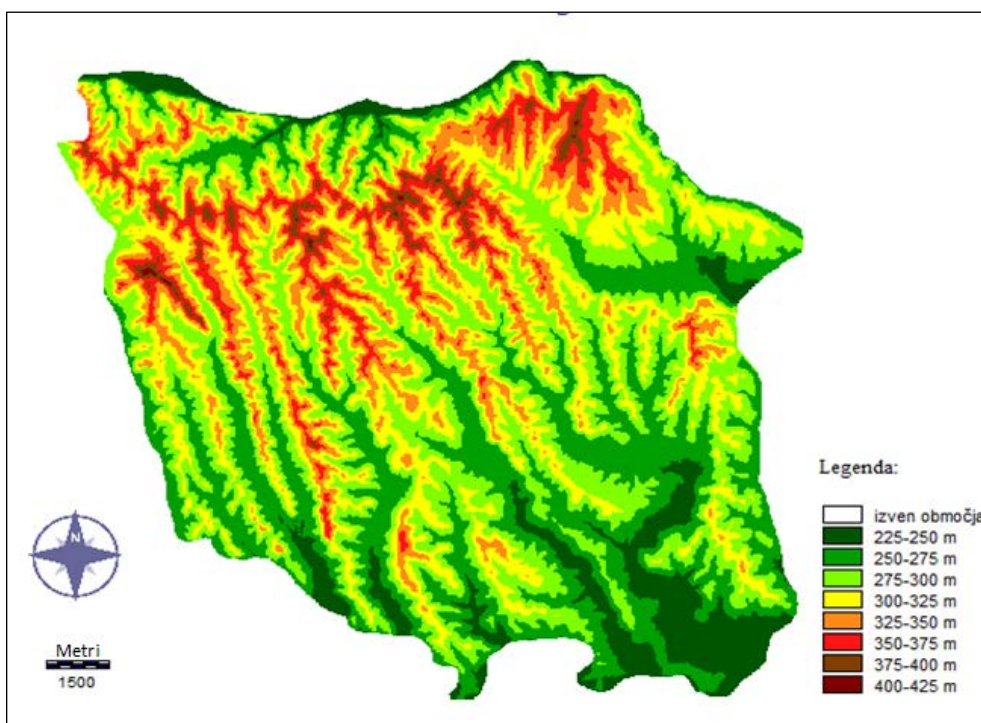 Legenda:
izven območja
225-250 m
250-275 m
275-300 m
300-325 m
325-350 m
350-375 m
375-400 m
400-425 m
N
Metri
1500